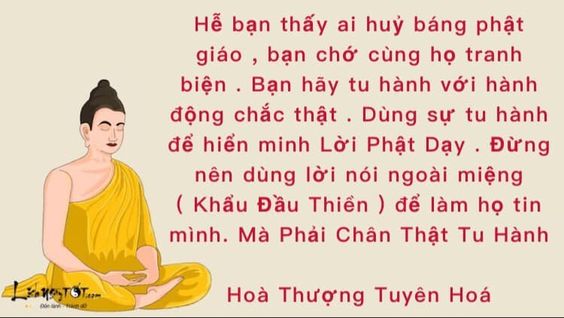 Hễ bạn thấy ai huỷ báng phật
giáo , bạn chớ cùng họ tranh
biện . Bạn hãy tu hành với hành
động chắc thật . Dùng sự tu hành
để hiển minh Lời Phật Dạy . Đừng
nên dùng lời nói ngoài miệng
( Khẩu Đầu Thiền ) để làm họ tin
mình. Mà Phải Chân Thật Tu Hành
Hoà Thượng Tuyên Hoá
LichngayTOT.com